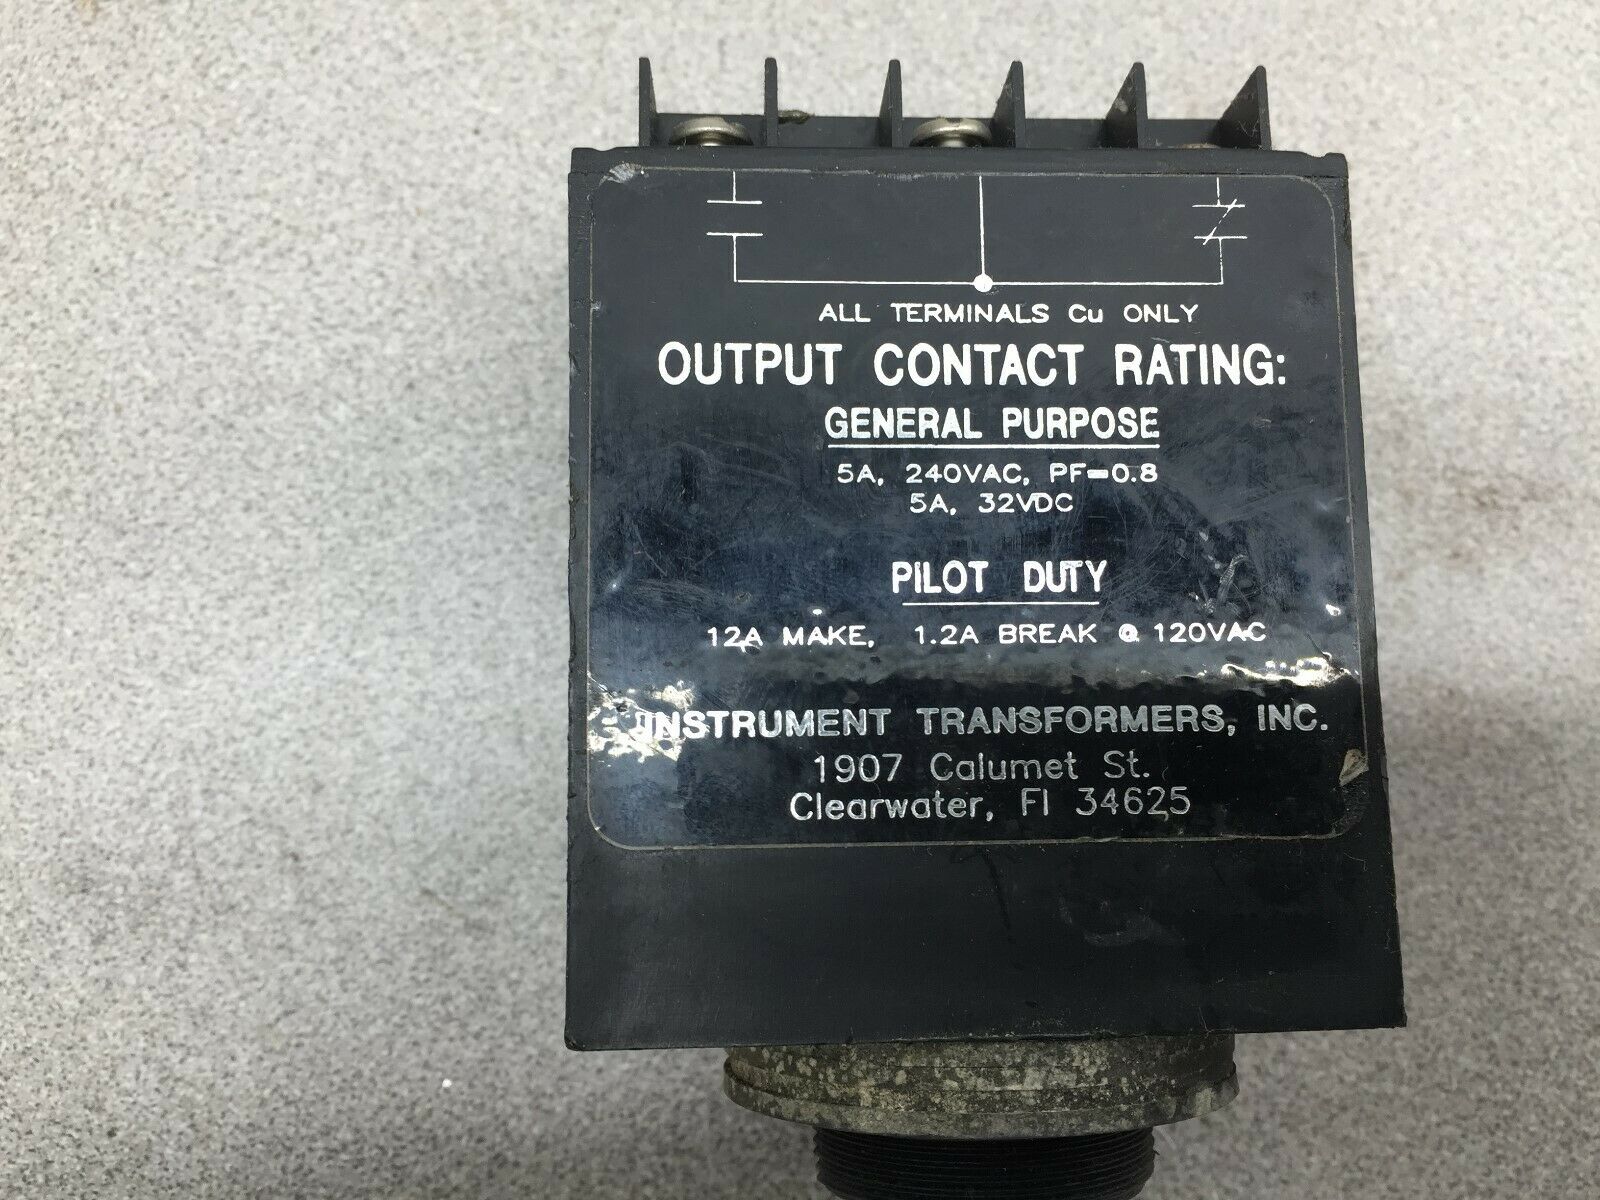 ALL TERMINALS Cu ONLY
OUTPUT CONTACT RATING:
GENERAL PURPOSE
5A, 240VAC, PF=0.8
5A, 32VDC
PILOT DUTY
12A MAKE, 1.2A BREAK @ 120VAC
INSTRUMENT TRANSFORMERS, INC.
1907 Calumet St.
Clearwater, Fl 34625